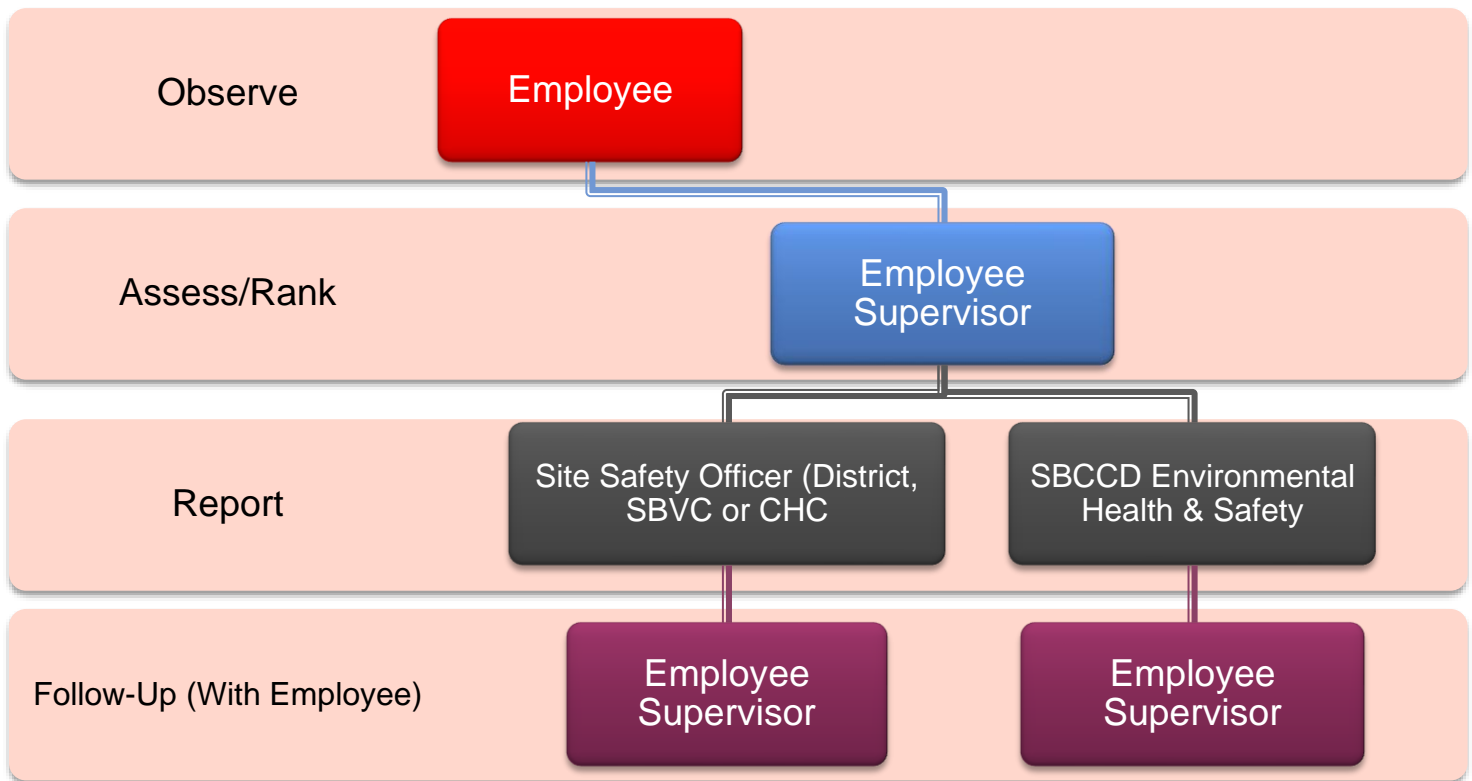 Observe
Employee
Assess/Rank
Employee
Supervisor
Report
Site Safety Officer (District,
SBVC or CHC
SBCCD Environmental
Health & Safety
Follow-Up (With Employee)
Employee
Supervisor
Employee
Supervisor